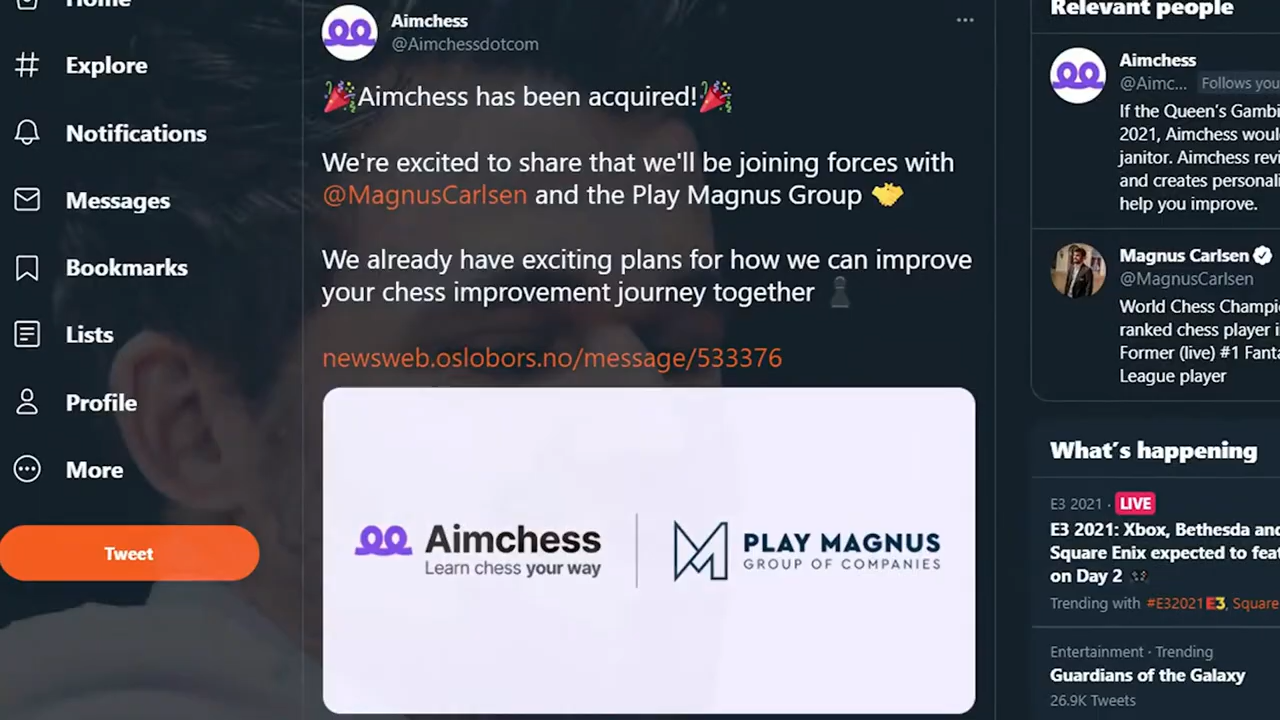 Home
Explore
Notifications
Messages
Bookmarks
Lists
Profile
More
Tweet
Aimchess
@Aimchessdotcom
🎉Aimchess has been acquired!🎉
We're excited to share that we'll be joining forces with
@MagnusCarlsen and the Play Magnus Group 🤝
We already have exciting plans for how we can improve
your chess improvement journey together ♟
newsweb.oslobors.no/message/533376
Aimchess
Learn chess your way
PLAY MAGNUS
GROUP OF COMPANIES
Relevant people
Aimchess
@Aimc... Follows you
If the Queen's Gambi
2021, Aimchess woul
janitor. Aimchess revi
and creates personali
help you improve.
Magnus Carlsen
@MagnusCarlsen
World Chess Champi
ranked chess player i
Former (live) #1 Fanta
League player
What's happening
E3 2021 · LIVE
E3 2021: Xbox, Bethesda and
Square Enix expected to feat
on Day 2 🎮
Trending with #E32021 E3, Square
Entertainment · Trending
Guardians of the Galaxy
26.9K Tweets